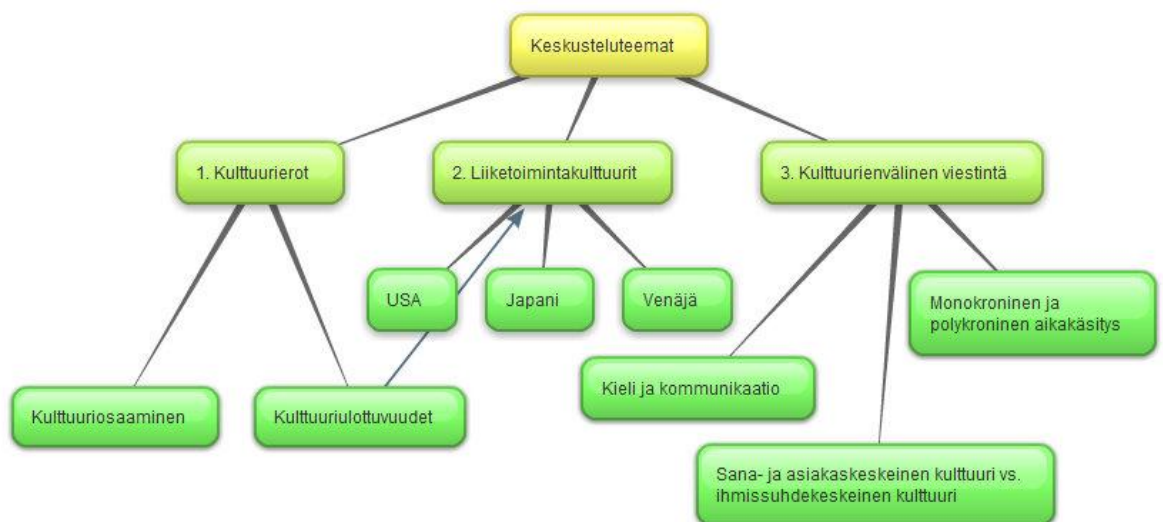 Keskusteluteemat
1. Kulttuurierot
2. Liiketoimintakulttuurit
3. Kulttuurienvälinen viestintä
USA
Japani
Venäjä
Monokroninen ja
polykroninen aikakäsitys
Kieli ja kommunikaatio
Kulttuuriosaaminen
Kulttuuriulottuvuudet
Sana- ja asiakaskeskeinen kulttuuri vs.
ihmissuhdekeskeinen kulttuuri